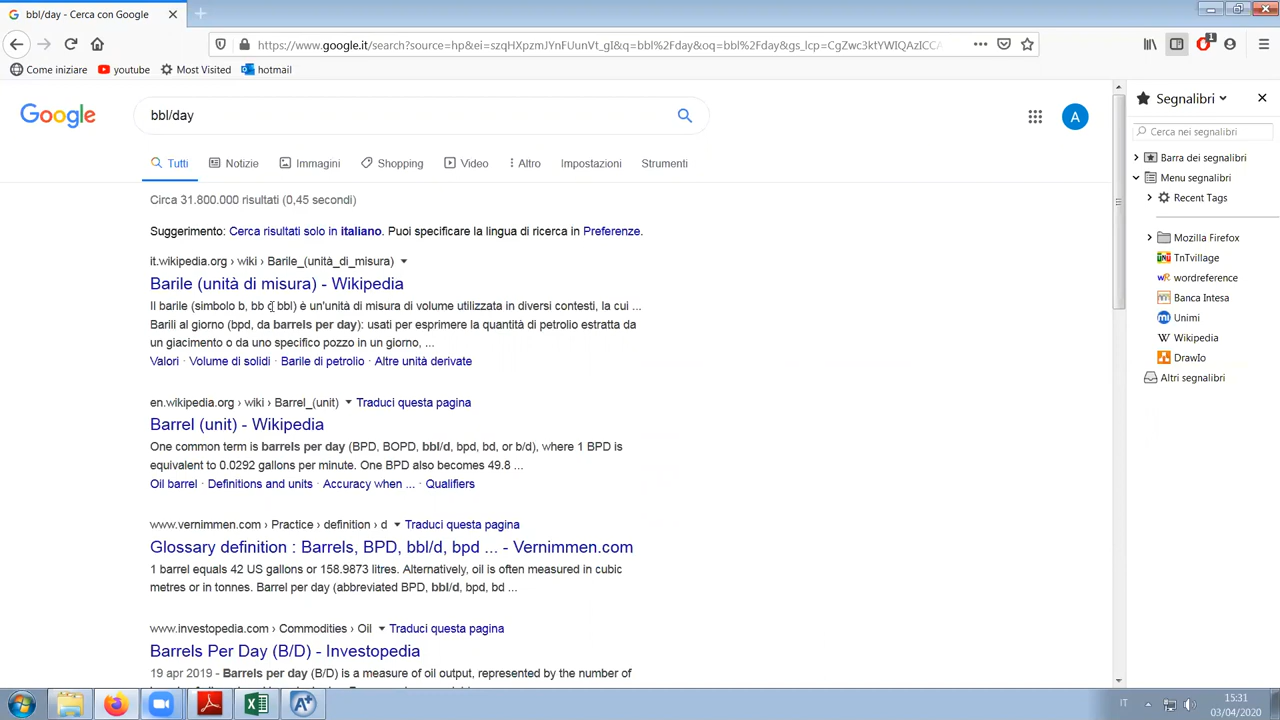 bbl/day - Cerca con Google
https://www.google.it/search?source=hp&ei=szqHXpzmJYnFUunVt_gI&q=bbl%2Fday&oq=bbl%2Fday&gs_lcp=CgZwc3ktYWIQAzICCA
Come iniziare youtube Most Visited hotmail
Google
bbl/day
A
Tutti Notizie Immagini Shopping Video Altro Impostazioni Strumenti
Circa 31.800.000 risultati (0,45 secondi)
Suggerimento: Cerca risultati solo in italiano. Puoi specificare la lingua di ricerca in Preferenze.
it.wikipedia.org › wiki › Barile_(unità_di_misura)
Barile (unità di misura) - Wikipedia
Il barile (simbolo b, bb o bbl) è un'unità di misura di volume utilizzata in diversi contesti, la cui ...
Barili al giorno (bpd, da barrels per day): usati per esprimere la quantità di petrolio estratta da
un giacimento o da uno specifico pozzo in un giorno, ...
Valori · Volume di solidi · Barile di petrolio · Altre unità derivate
en.wikipedia.org › wiki › Barrel_(unit) Traduci questa pagina
Barrel (unit) - Wikipedia
One common term is barrels per day (BPD, BOPD, bbl/d, bpd, bd, or b/d), where 1 BPD is
equivalent to 0.0292 gallons per minute. One BPD also becomes 49.8 ...
Oil barrel · Definitions and units · Accuracy when ... · Qualifiers
www.vernimmen.com › Practice › definition › d Traduci questa pagina
Glossary definition : Barrels, BPD, bbl/d, bpd ... - Vernimmen.com
1 barrel equals 42 US gallons or 158.9873 litres. Alternatively, oil is often measured in cubic
metres or in tonnes. Barrel per day (abbreviated BPD, bbl/d, bpd, bd ...
www.investopedia.com › Commodities › Oil Traduci questa pagina
Barrels Per Day (B/D) - Investopedia
19 apr 2019 - Barrels per day (B/D) is a measure of oil output, represented by the number of
Segnalibri
Cerca nei segnalibri
Barra dei segnalibri
Menu segnalibri
Recent Tags
Mozilla Firefox
TnTvillage
wordreference
Banca Intesa
Unimi
Wikipedia
DrawIo
Altri segnalibri
IT
15:31
03/04/2020